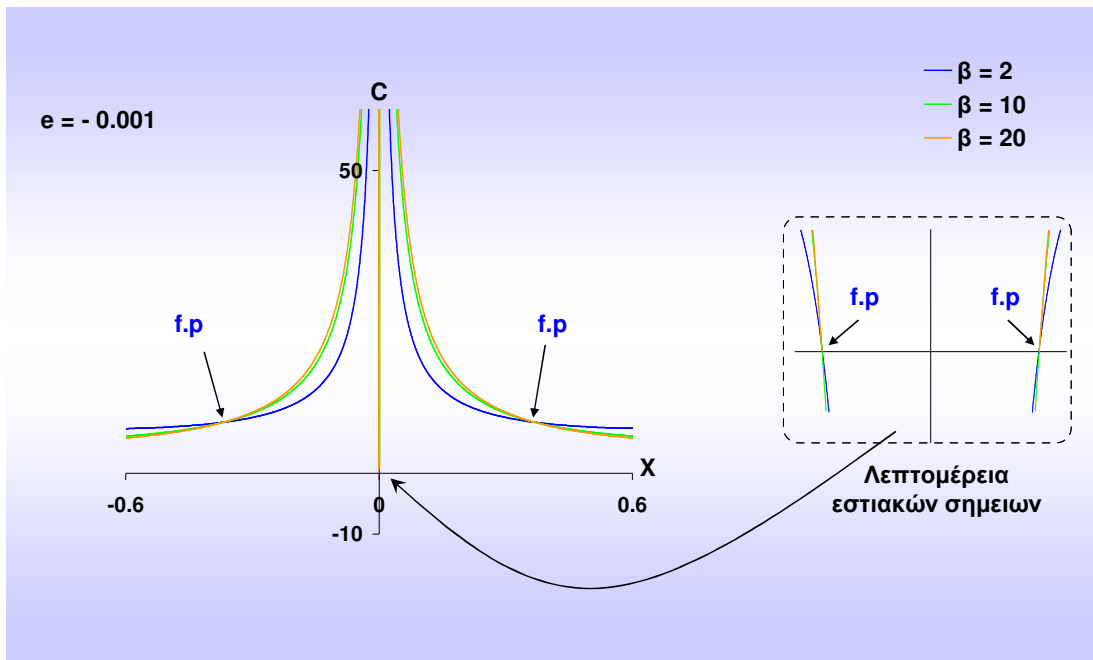 β = 2
C
β = 10
e = - 0.001
β = 20
50
f.p
f.p
f.p
f.p
X
Λεπτομέρεια
εστιακών σημειων
-0.6
0
0.6
-10